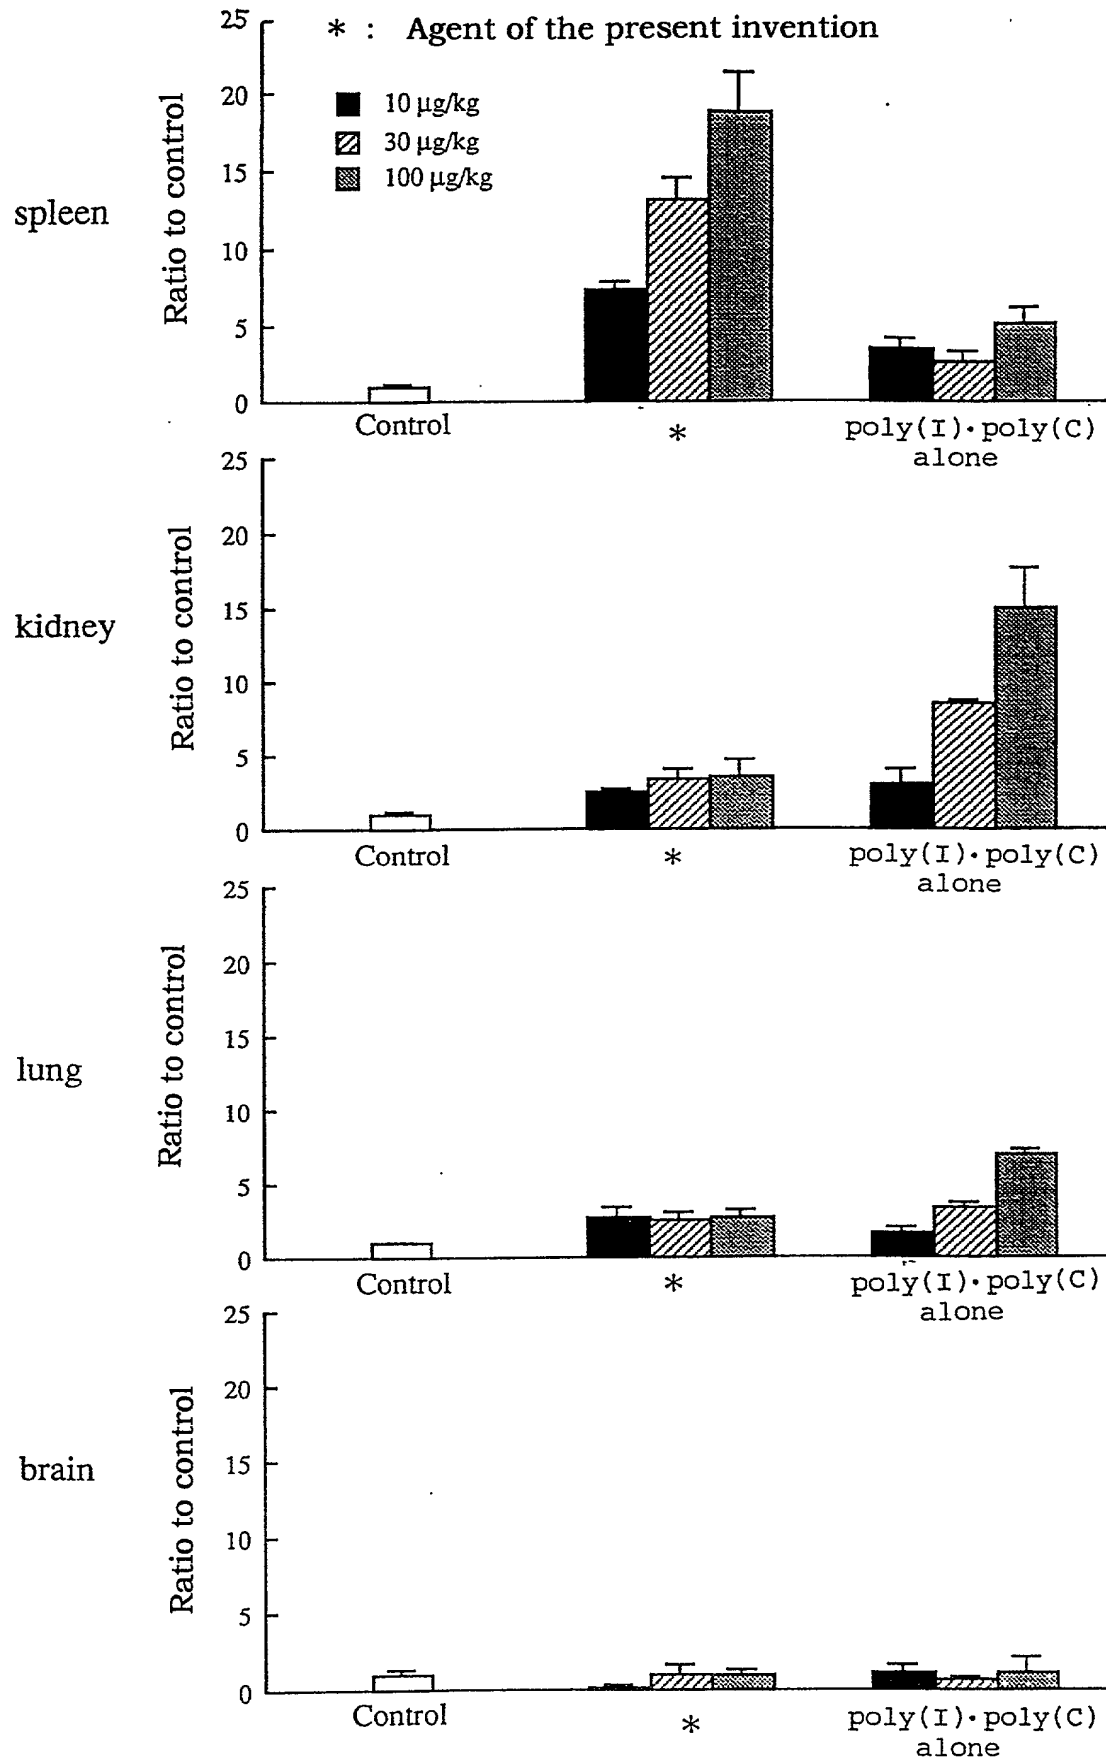 * : Agent of the present invention
10 µg/kg
30 µg/kg
100 µg/kg
spleen
Ratio to control
25
20
15
10
5
0
Control
*
poly(I)·poly(C)
alone
kidney
Ratio to control
25
20
15
10
5
0
Control
*
poly(I)·poly(C)
alone
lung
Ratio to control
25
20
15
10
5
0
Control
*
poly(I)·poly(C)
alone
brain
Ratio to control
25
20
15
10
5
0
Control
*
poly(I)·poly(C)
alone